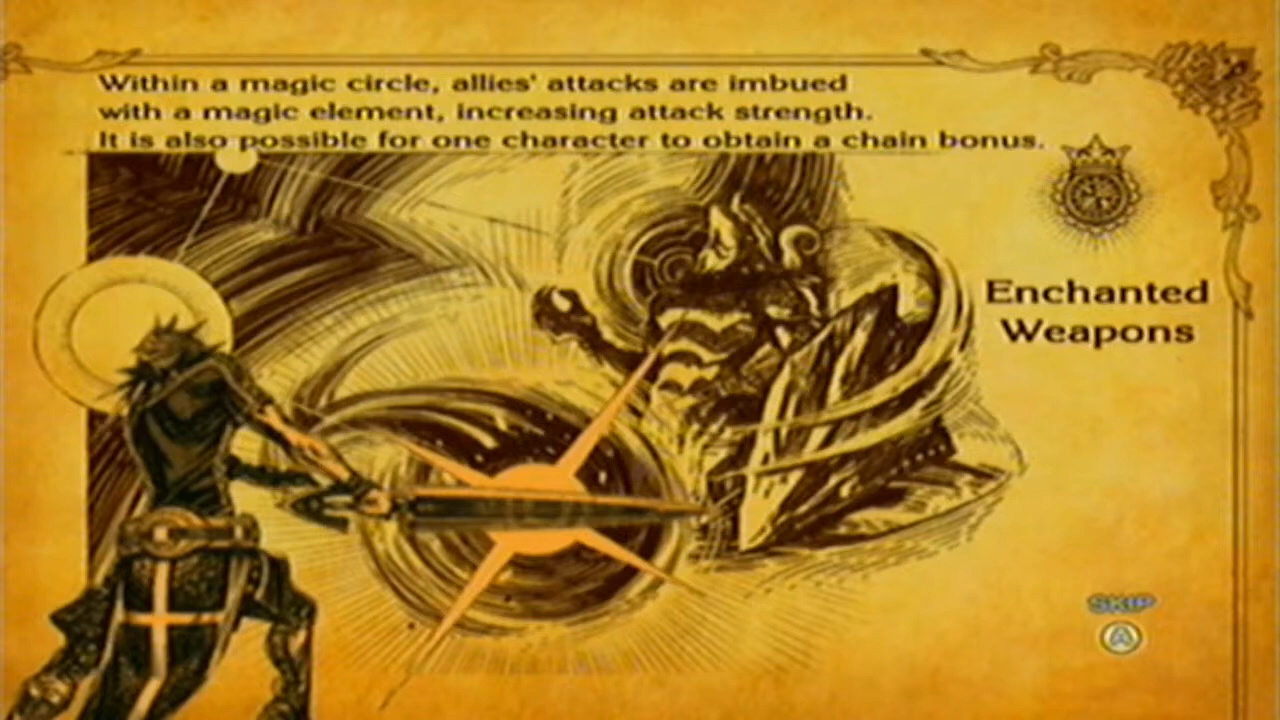 Within a magic circle, allies' attacks are imbued
with a magic element, increasing attack strength.
It is also possible for one character to obtain a chain bonus.
Enchanted
Weapons
SKIP
A